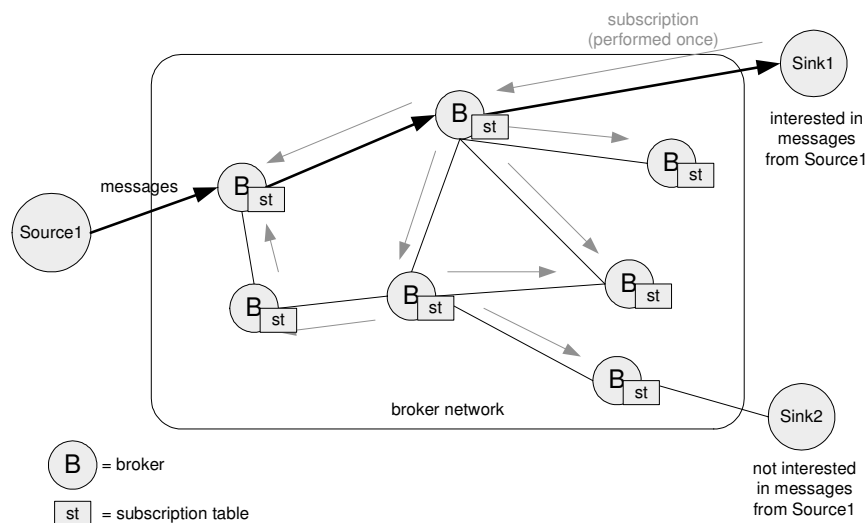 subscription
(performed once)
Sink1
B
st
interested in
messages
from Source1
B
st
messages
B
st
Source1
B
st
B
st
B
st
B
st
broker network
Sink2
B
= broker
not interested
in messages
from Source1
st
= subscription table